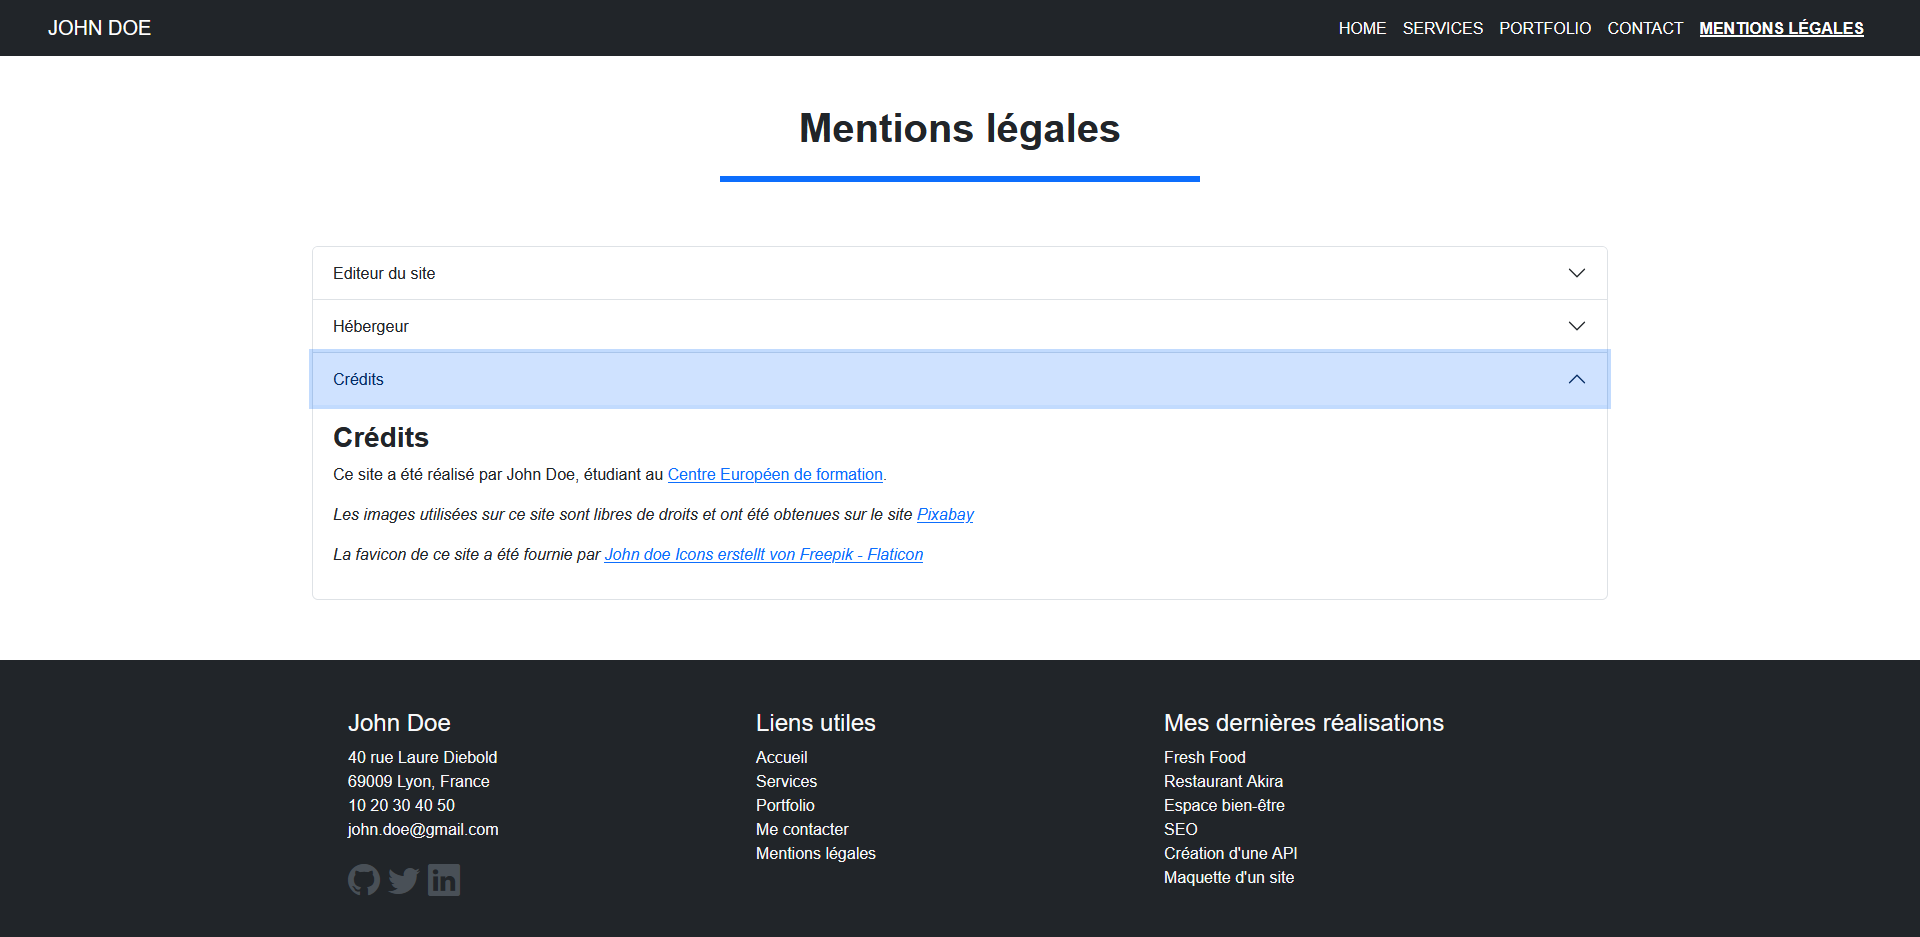 JOHN DOE
HOME SERVICES PORTFOLIO CONTACT MENTIONS LÉGALES
Mentions légales
Editeur du site
Hébergeur
Crédits
Crédits
Ce site a été réalisé par John Doe, étudiant au Centre Européen de formation.
Les images utilisées sur ce site sont libres de droits et ont été obtenues sur le site Pixabay
La favicon de ce site a été fournie par John doe Icons erstellt von Freepik - Flaticon
John Doe
40 rue Laure Diebold
69009 Lyon, France
10 20 30 40 50
john.doe@gmail.com
in
Liens utiles
Accueil
Services
Portfolio
Me contacter
Mentions légales
Mes dernières réalisations
Fresh Food
Restaurant Akira
Espace bien-être
SEO
Création d'une API
Maquette d'un site